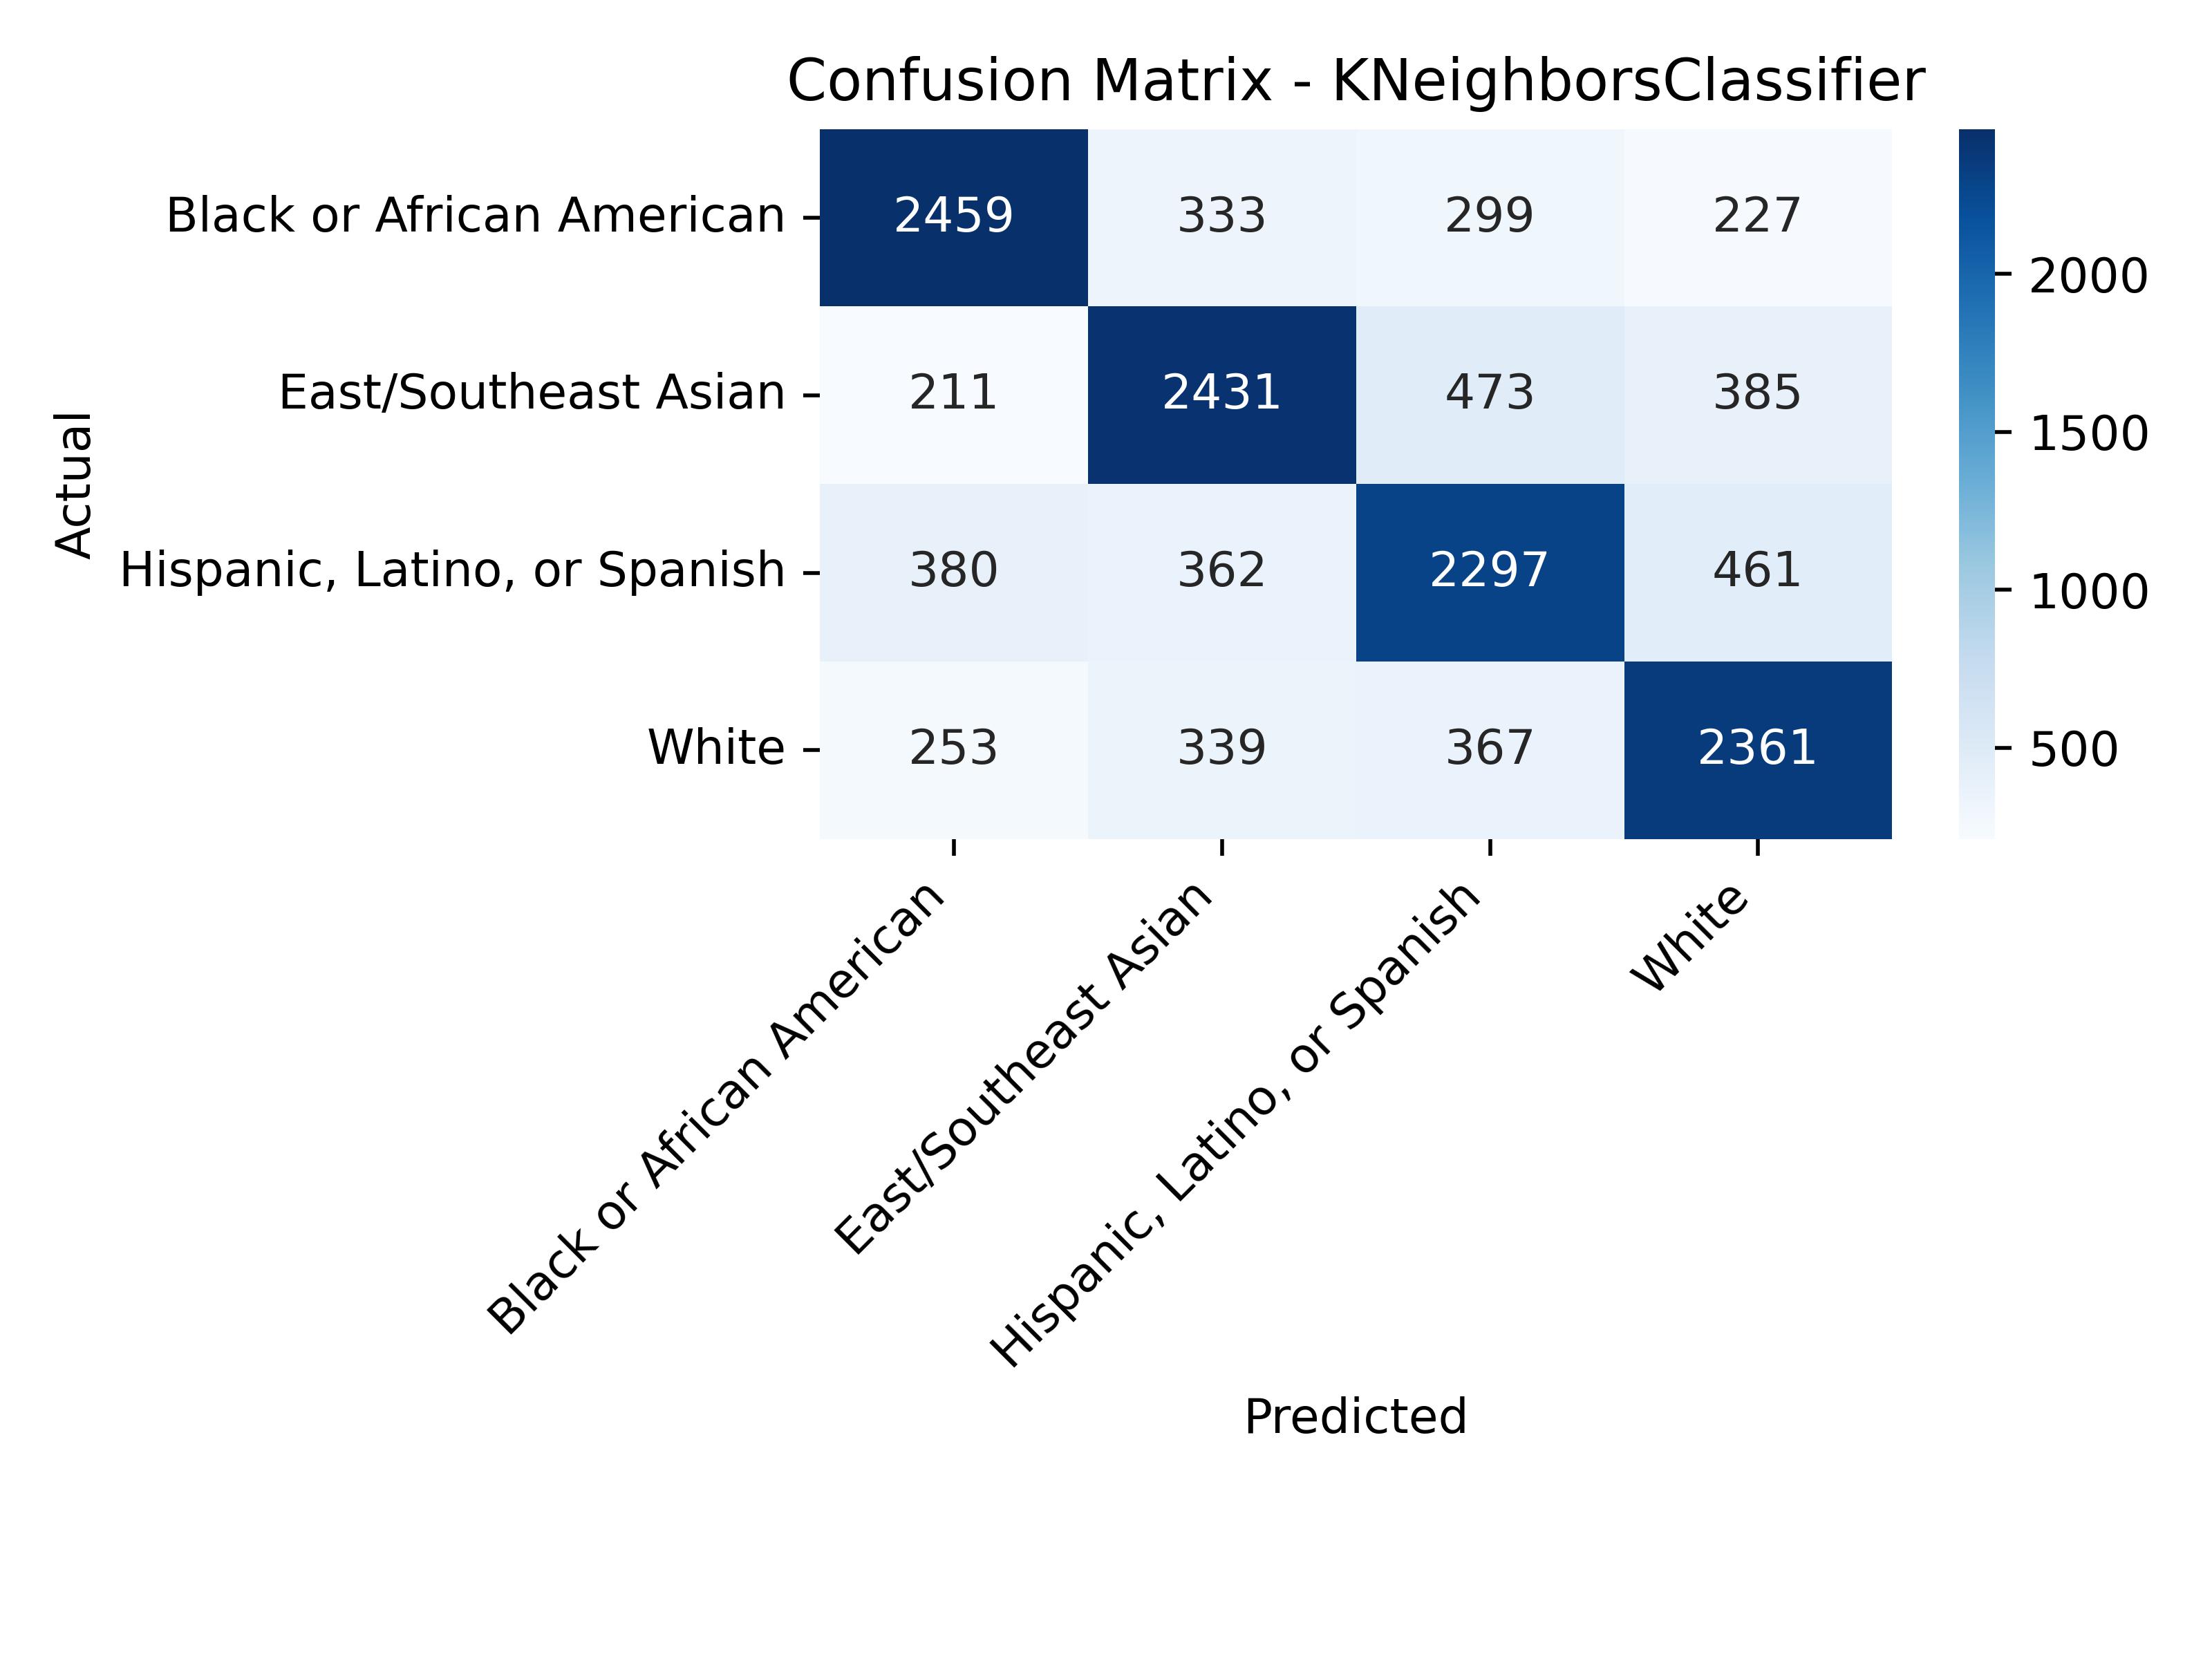 Confusion Matrix - KNeighborsClassifier
Actual
Black or African American 2459 333 299 227
East/Southeast Asian 211 2431 473 385
Hispanic, Latino, or Spanish 380 362 2297 461
White 253 339 367 2361
2000
1500
1000
500
Black or African American
East/Southeast Asian
Hispanic, Latino, or Spanish
White
Predicted